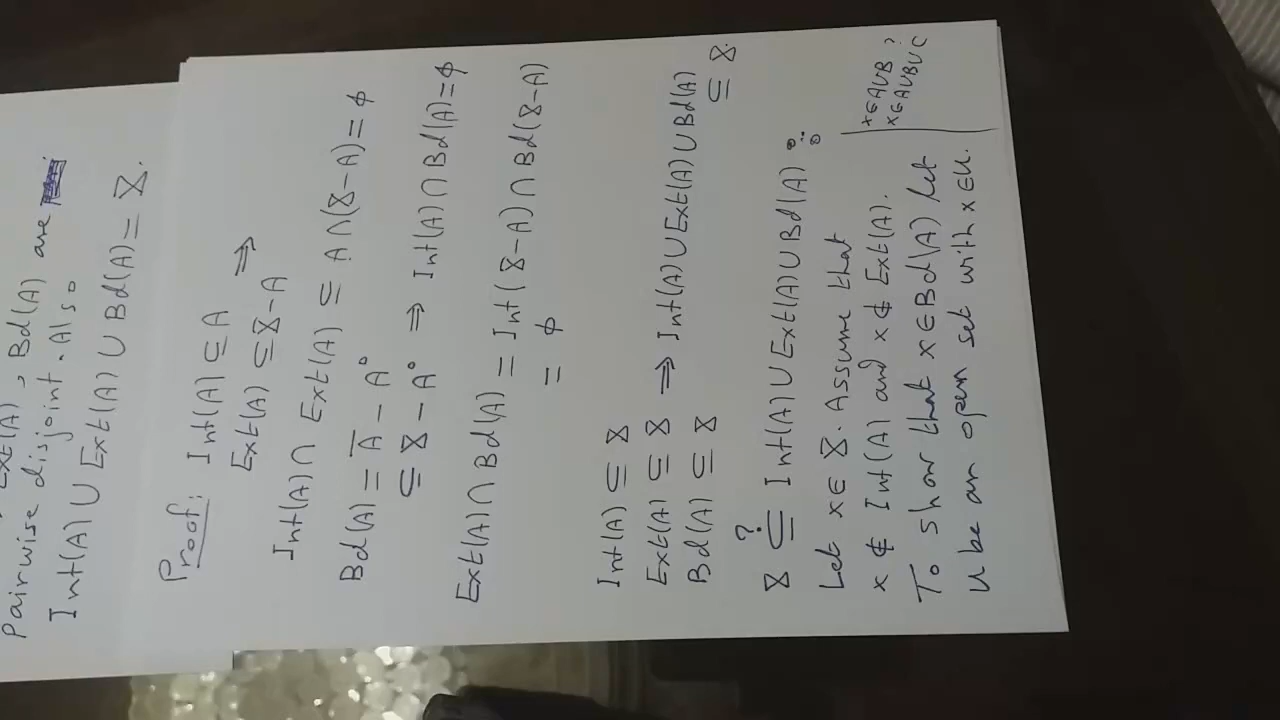 Ext(A), Bd(A) are
pairwise disjoint. Also
Int(A) ∪ Ext(A) ∪ Bd(A) = X.
Proof: Int(A) ⊆ A
Ext(A) ⊆ X - A ⇒
Int(A) ∩ Ext(A) ⊆ A ∩ (X - A) = ϕ
Bd(A) = A̅ - A°
⊆ X - A° ⇒ Int(A) ∩ Bd(A) = ϕ
Ext(A) ∩ Bd(A) = Int(X - A) ∩ Bd(X - A)
= ϕ
Int(A) ⊆ X
Ext(A) ⊆ X ⇒ Int(A) ∪ Ext(A) ∪ Bd(A)
Bd(A) ⊆ X
⊆ X.
X ⊆? Int(A) ∪ Ext(A) ∪ Bd(A) :
Let x ∈ X. Assume that
x ∉ Int(A) and x ∉ Ext(A).
To show that x ∈ Bd(A) let
U be an open set with x ∈ U.
x ∈ A ∪ B ?
x ∈ A ∪ B ∪ C